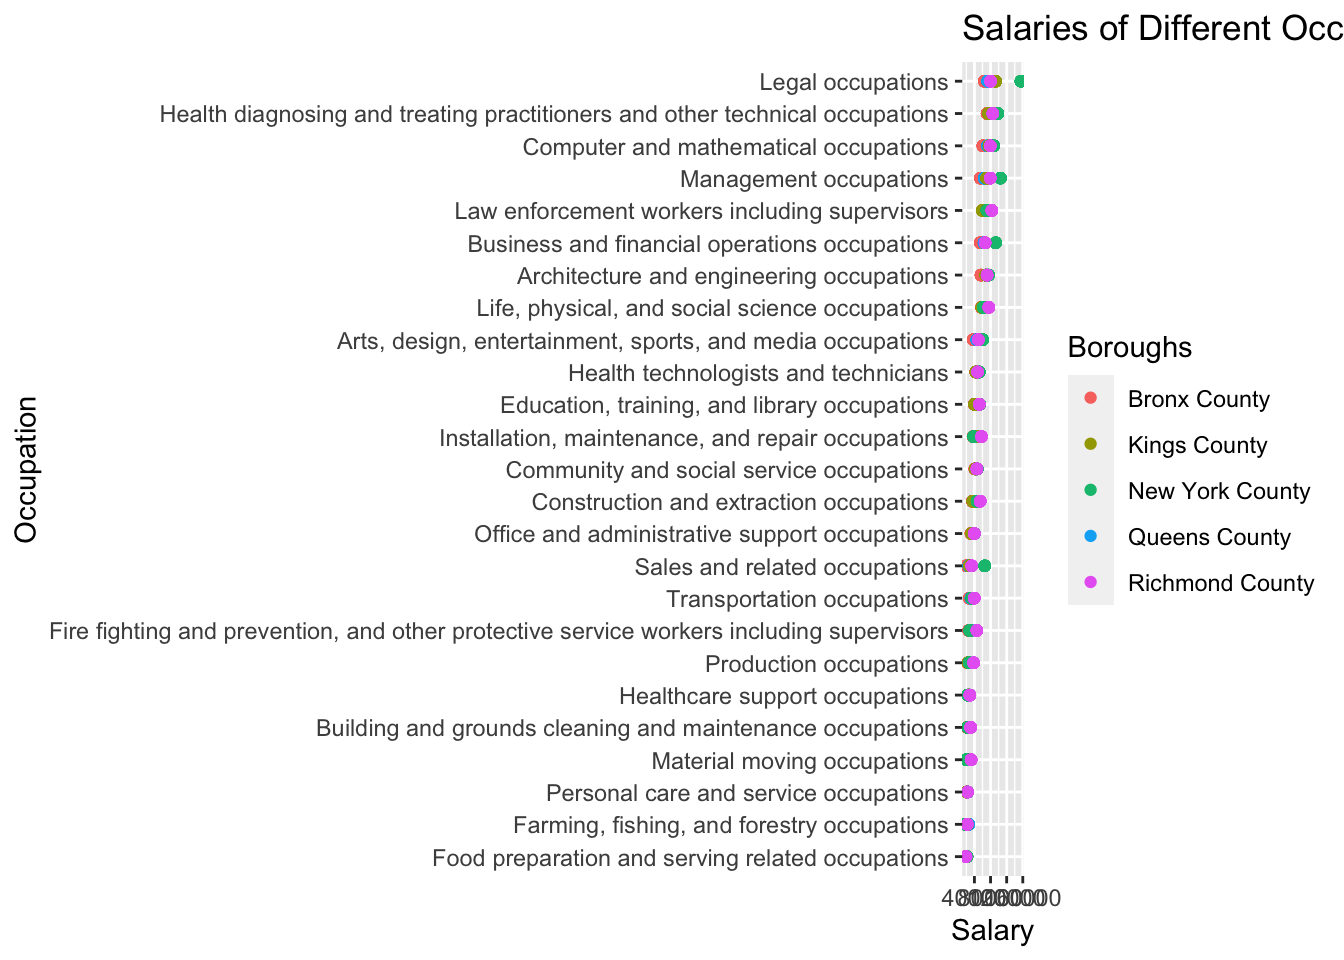 Salaries of Different Occ
Legal occupations
Health diagnosing and treating practitioners and other technical occupations
Computer and mathematical occupations
Management occupations
Law enforcement workers including supervisors
Business and financial operations occupations
Architecture and engineering occupations
Life, physical, and social science occupations
Arts, design, entertainment, sports, and media occupations
Health technologists and technicians
Education, training, and library occupations
Installation, maintenance, and repair occupations
Community and social service occupations
Construction and extraction occupations
Office and administrative support occupations
Sales and related occupations
Transportation occupations
Fire fighting and prevention, and other protective service workers including supervisors
Production occupations
Healthcare support occupations
Building and grounds cleaning and maintenance occupations
Material moving occupations
Personal care and service occupations
Farming, fishing, and forestry occupations
Food preparation and serving related occupations
Occupation
Salary
Boroughs
Bronx County
Kings County
New York County
Queens County
Richmond County